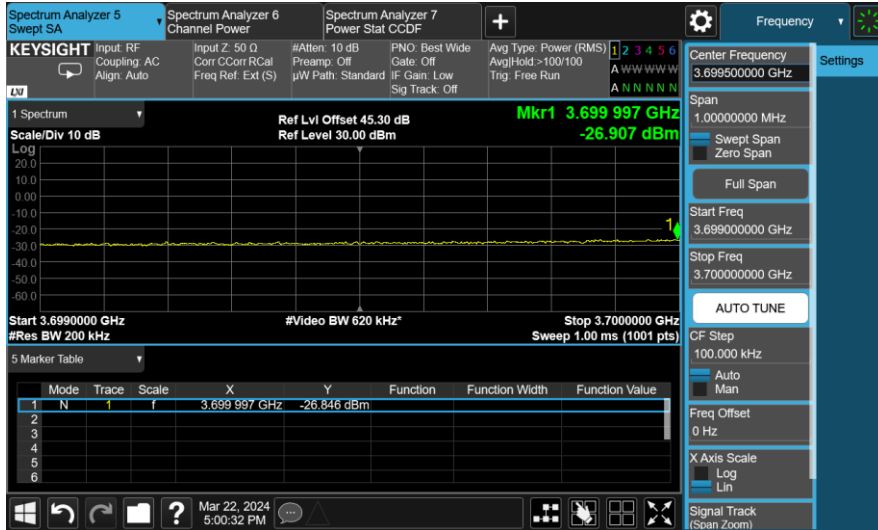 Spectrum Analyzer 5
Swept SA
Spectrum Analyzer 6
Channel Power
Spectrum Analyzer 7
Power Stat CCDF
+
Frequency
KEYSIGHT
LXI
Input: RF
Coupling: AC
Align: Auto
Input Z: 50 Ω
Corr CCorr RCal
Freq Ref: Ext (S)
#Atten: 10 dB
Preamp: Off
µW Path: Standard
PNO: Best Wide
Gate: Off
IF Gain: Low
Sig Track: Off
Avg Type: Power (RMS)
Avg|Hold:>100/100
Trig: Free Run
1 2 3 4 5 6
A W W W W W
A N N N N N
1 Spectrum
Scale/Div 10 dB
Ref Lvl Offset 45.30 dB
Ref Level 30.00 dBm
Mkr1 3.699 997 GHz
-26.907 dBm
Log
20.0
10.0
0.00
-10.0
-20.0
-30.0
-40.0
-50.0
-60.0
1
Start 3.6990000 GHz
#Res BW 200 kHz
#Video BW 620 kHz*
Stop 3.7000000 GHz
Sweep 1.00 ms (1001 pts)
5 Marker Table
Mode Trace Scale X Y Function Function Width Function Value
1 N 1 f 3.699 997 GHz -26.846 dBm
2
3
4
5
6
?
Mar 22, 2024
5:00:32 PM
Center Frequency
3.699500000 GHz
Settings
Span
1.00000000 MHz
Swept Span
Zero Span
Full Span
Start Freq
3.699000000 GHz
Stop Freq
3.700000000 GHz
AUTO TUNE
CF Step
100.000 kHz
Auto
Man
Freq Offset
0 Hz
X Axis Scale
Log
Lin
Signal Track
(Span Zoom)